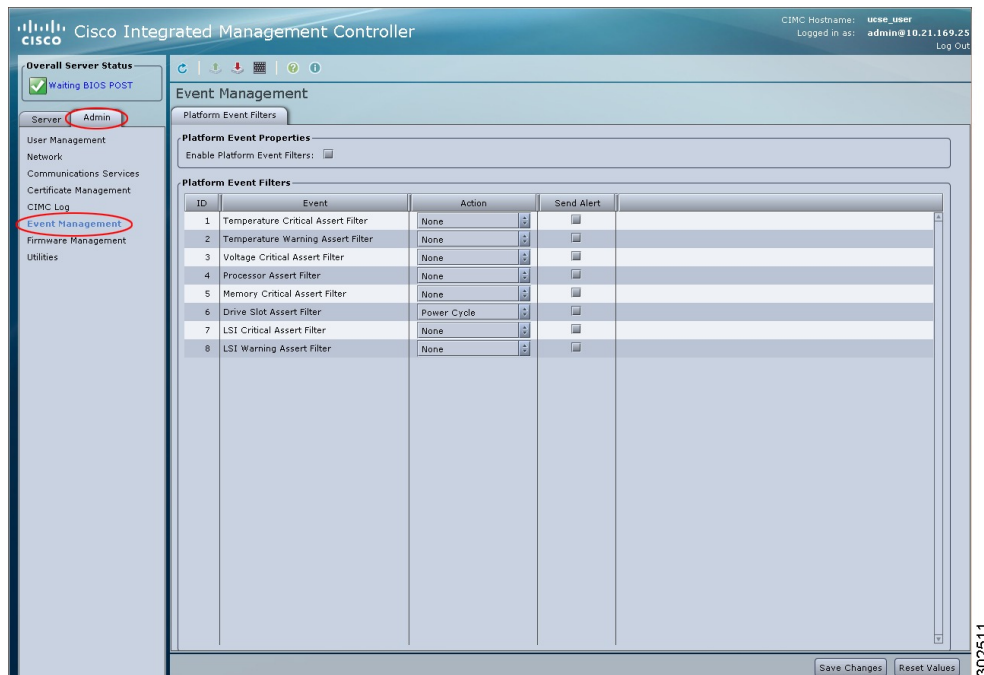 CISCO Cisco Integrated Management Controller
CIMC Hostname: ucse_user
Logged in as: admin@10.21.169.25
Log Out
Overall Server Status
Waiting BIOS POST
Server Admin
User Management
Network
Communications Services
Certificate Management
CIMC Log
Event Management
Firmware Management
Utilities
Event Management
Platform Event Filters
Platform Event Properties
Enable Platform Event Filters:
Platform Event Filters
ID Event Action Send Alert
1 Temperature Critical Assert Filter None
2 Temperature Warning Assert Filter None
3 Voltage Critical Assert Filter None
4 Processor Assert Filter None
5 Memory Critical Assert Filter None
6 Drive Slot Assert Filter Power Cycle
7 LSI Critical Assert Filter None
8 LSI Warning Assert Filter None
Save Changes Reset Values
302511